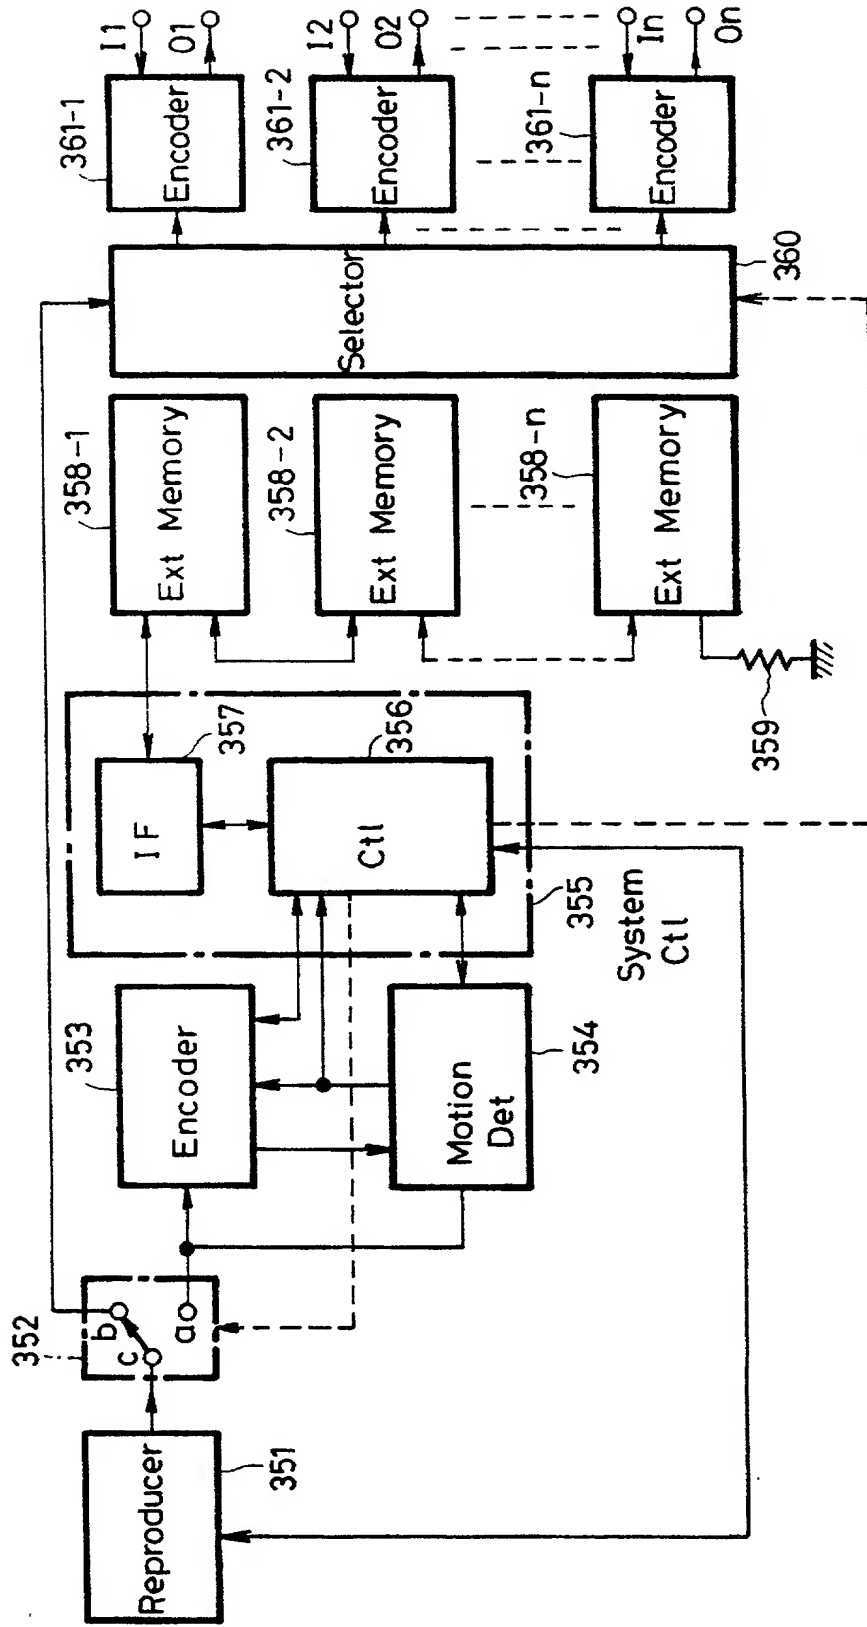 Reproducer
351
352
b
c
a
Encoder
353
Motion
Det
354
System
Ctl
355
IF
357
Ctl
356
Ext Memory
358-1
Ext Memory
358-2
Ext Memory
358-n
359
Selector
360
Encoder
361-1
I1
O1
Encoder
361-2
I2
O2
Encoder
361-n
In
On